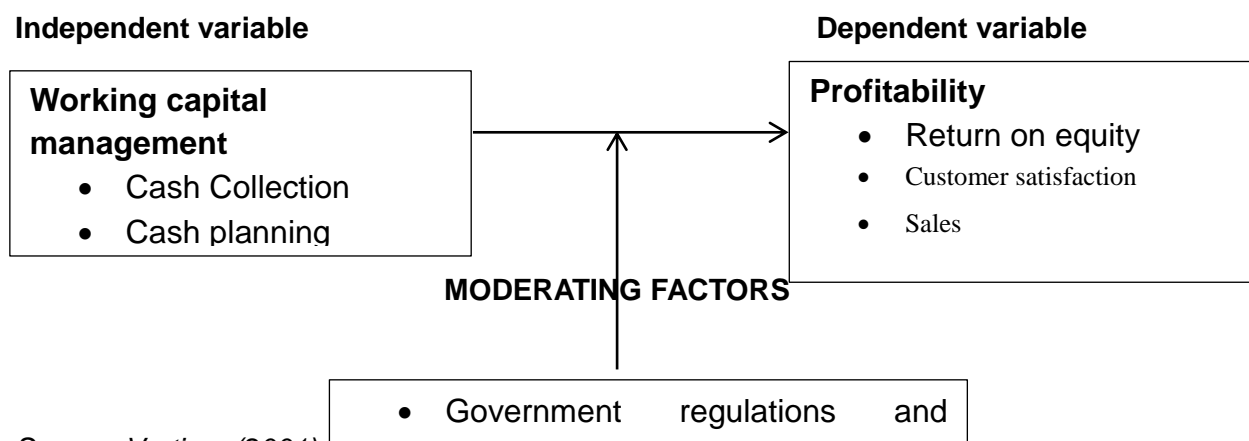 Independent variable
Dependent variable
Working capital
management
• Cash Collection
• Cash planning
Profitability
• Return on equity
• Customer satisfaction
• Sales
MODERATING FACTORS
• Government regulations and
(2001)